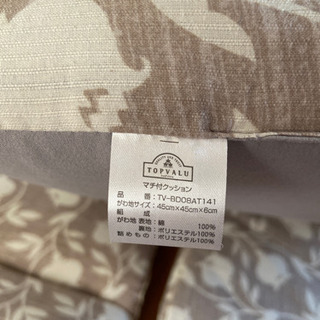 TOPVALU
マチ付クッション
品 番：TV-BD08AT141
がわ地サイズ：45cm×45cm×6cm
組 成
がわ地 表地：綿 100%
裏地：ポリエステル100%
詰めもの：ポリエステル100%